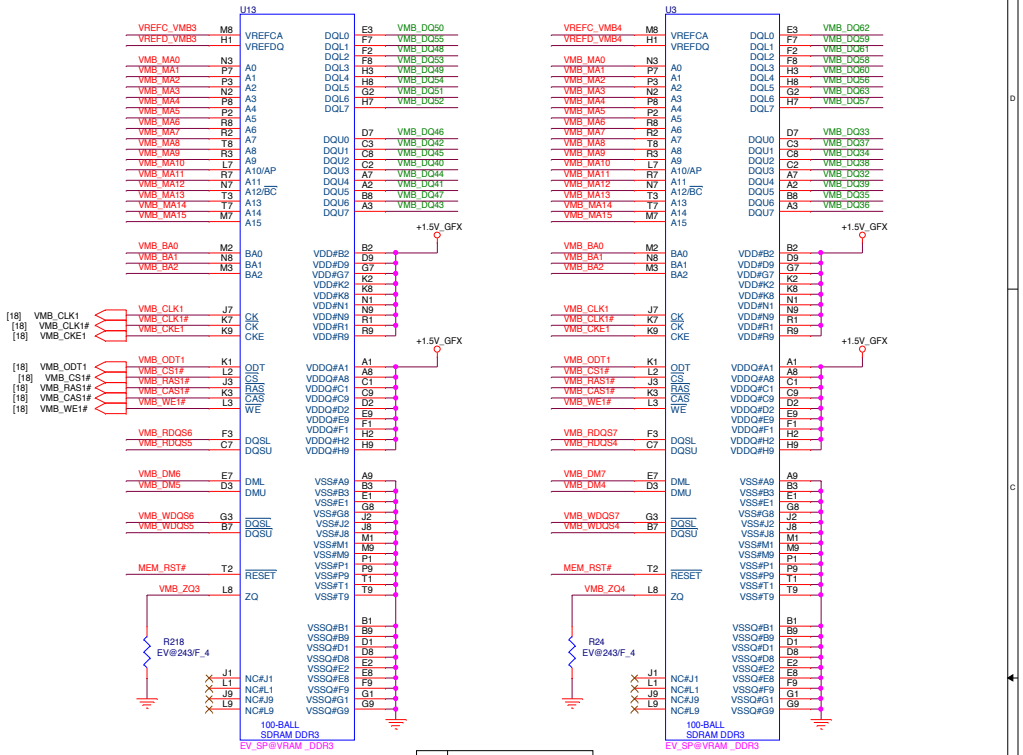 U13
VREFC_VMB3 M8 VREFCA
VREFD_VMB3 H1 VREFDQ
VMB_MA0 N3 A0
VMB_MA1 P7 A1
VMB_MA2 P3 A2
VMB_MA3 N2 A3
VMB_MA4 P8 A4
VMB_MA5 P2 A5
VMB_MA6 R8 A6
VMB_MA7 R2 A7
VMB_MA8 T8 A8
VMB_MA9 R3 A9
VMB_MA10 L7 A10/AP
VMB_MA11 R7 A11
VMB_MA12 N7 A12/BC
VMB_MA13 T3 A13
VMB_MA14 T7 A14
VMB_MA15 M7 A15
VMB_BA0 M2 BA0
VMB_BA1 N8 BA1
VMB_BA2 M3 BA2
[18] VMB_CLK1 VMB_CLK1 J7 CK
[18] VMB_CLK1# VMB_CLK1# K7 CK
[18] VMB_CKE1 VMB_CKE1 K9 CKE
[18] VMB_ODT1 VMB_ODT1 K1 ODT
[18] VMB_CS1# VMB_CS1# L2 CS
[18] VMB_RAS1# VMB_RAS1# J3 RAS
[18] VMB_CAS1# VMB_CAS1# K3 CAS
[18] VMB_WE1# VMB_WE1# L3 WE
VMB_RDQS6 F3 DQSL
VMB_RDQS5 C7 DQSU
VMB_DM6 E7 DML
VMB_DM5 D3 DMU
VMB_WDQS6 G3 DQSL
VMB_WDQS5 B7 DQSU
MEM_RST# T2 RESET
VMB_ZQ3 L8 ZQ
R218
EV@243/F_4
J1 NC#J1
L1 NC#L1
J9 NC#J9
L9 NC#L9
DQL0 E3 VMB_DQ50
DQL1 F7 VMB_DQ55
DQL2 F2 VMB_DQ48
DQL3 F8 VMB_DQ53
DQL4 H3 VMB_DQ49
DQL5 H8 VMB_DQ54
DQL6 G2 VMB_DQ51
DQL7 H7 VMB_DQ52
DQU0 D7 VMB_DQ46
DQU1 C3 VMB_DQ42
DQU2 C8 VMB_DQ45
DQU3 C2 VMB_DQ40
DQU4 A7 VMB_DQ44
DQU5 A2 VMB_DQ41
DQU6 B8 VMB_DQ47
DQU7 A3 VMB_DQ43
+1.5V_GFX
VDD#B2 B2
VDD#D9 D9
VDD#G7 G7
VDD#K2 K2
VDD#K8 K8
VDD#N1 N1
VDD#N9 N9
VDD#R1 R1
VDD#R9 R9
+1.5V_GFX
VDDQ#A1 A1
VDDQ#A8 A8
VDDQ#C1 C1
VDDQ#C9 C9
VDDQ#D2 D2
VDDQ#E9 E9
VDDQ#F1 F1
VDDQ#H2 H2
VDDQ#H9 H9
VSS#A9 A9
VSS#B3 B3
VSS#E1 E1
VSS#G8 G8
VSS#J2 J2
VSS#J8 J8
VSS#M1 M1
VSS#M9 M9
VSS#P1 P1
VSS#P9 P9
VSS#T1 T1
VSS#T9 T9
VSSQ#B1 B1
VSSQ#B9 B9
VSSQ#D1 D1
VSSQ#D8 D8
VSSQ#E2 E2
VSSQ#E8 E8
VSSQ#F9 F9
VSSQ#G1 G1
VSSQ#G9 G9
100-BALL
SDRAM DDR3
EV_SP@VRAM _DDR3
U3
VREFC_VMB4 M8 VREFCA
VREFD_VMB4 H1 VREFDQ
VMB_MA0 N3 A0
VMB_MA1 P7 A1
VMB_MA2 P3 A2
VMB_MA3 N2 A3
VMB_MA4 P8 A4
VMB_MA5 P2 A5
VMB_MA6 R8 A6
VMB_MA7 R2 A7
VMB_MA8 T8 A8
VMB_MA9 R3 A9
VMB_MA10 L7 A10/AP
VMB_MA11 R7 A11
VMB_MA12 N7 A12/BC
VMB_MA13 T3 A13
VMB_MA14 T7 A14
VMB_MA15 M7 A15
VMB_BA0 M2 BA0
VMB_BA1 N8 BA1
VMB_BA2 M3 BA2
VMB_CLK1 J7 CK
VMB_CLK1# K7 CK
VMB_CKE1 K9 CKE
VMB_ODT1 K1 ODT
VMB_CS1# L2 CS
VMB_RAS1# J3 RAS
VMB_CAS1# K3 CAS
VMB_WE1# L3 WE
VMB_RDQS7 F3 DQSL
VMB_RDQS4 C7 DQSU
VMB_DM7 E7 DML
VMB_DM4 D3 DMU
VMB_WDQS7 G3 DQSL
VMB_WDQS4 B7 DQSU
MEM_RST# T2 RESET
VMB_ZQ4 L8 ZQ
R24
EV@243/F_4
J1 NC#J1
L1 NC#L1
J9 NC#J9
L9 NC#L9
DQL0 E3 VMB_DQ62
DQL1 F7 VMB_DQ59
DQL2 F2 VMB_DQ61
DQL3 F8 VMB_DQ58
DQL4 H3 VMB_DQ60
DQL5 H8 VMB_DQ56
DQL6 G2 VMB_DQ63
DQL7 H7 VMB_DQ57
DQU0 D7 VMB_DQ33
DQU1 C3 VMB_DQ37
DQU2 C8 VMB_DQ34
DQU3 C2 VMB_DQ38
DQU4 A7 VMB_DQ32
DQU5 A2 VMB_DQ39
DQU6 B8 VMB_DQ35
DQU7 A3 VMB_DQ36
+1.5V_GFX
VDD#B2 B2
VDD#D9 D9
VDD#G7 G7
VDD#K2 K2
VDD#K8 K8
VDD#N1 N1
VDD#N9 N9
VDD#R1 R1
VDD#R9 R9
+1.5V_GFX
VDDQ#A1 A1
VDDQ#A8 A8
VDDQ#C1 C1
VDDQ#C9 C9
VDDQ#D2 D2
VDDQ#E9 E9
VDDQ#F1 F1
VDDQ#H2 H2
VDDQ#H9 H9
VSS#A9 A9
VSS#B3 B3
VSS#E1 E1
VSS#G8 G8
VSS#J2 J2
VSS#J8 J8
VSS#M1 M1
VSS#M9 M9
VSS#P1 P1
VSS#P9 P9
VSS#T1 T1
VSS#T9 T9
VSSQ#B1 B1
VSSQ#B9 B9
VSSQ#D1 D1
VSSQ#D8 D8
VSSQ#E2 E2
VSSQ#E8 E8
VSSQ#F9 F9
VSSQ#G1 G1
VSSQ#G9 G9
100-BALL
SDRAM DDR3
EV_SP@VRAM _DDR3
D
C